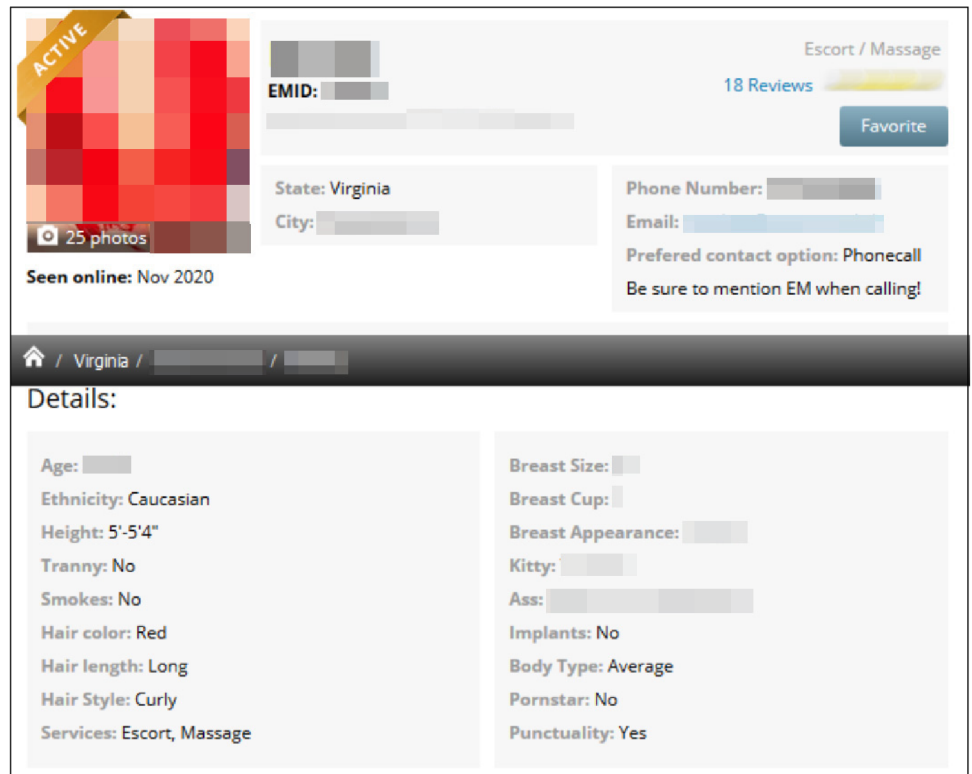 ACTIVE
Escort / Massage
EMID:
18 Reviews
Favorite
State: Virginia
City:
Phone Number:
Email:
Prefered contact option: Phonecall
Be sure to mention EM when calling!
25 photos
Seen online: Nov 2020
/ Virginia / /
Details:
Age:
Ethnicity: Caucasian
Height: 5'-5'4"
Tranny: No
Smokes: No
Hair color: Red
Hair length: Long
Hair Style: Curly
Services: Escort, Massage
Breast Size:
Breast Cup:
Breast Appearance:
Kitty:
Ass:
Implants: No
Body Type: Average
Pornstar: No
Punctuality: Yes